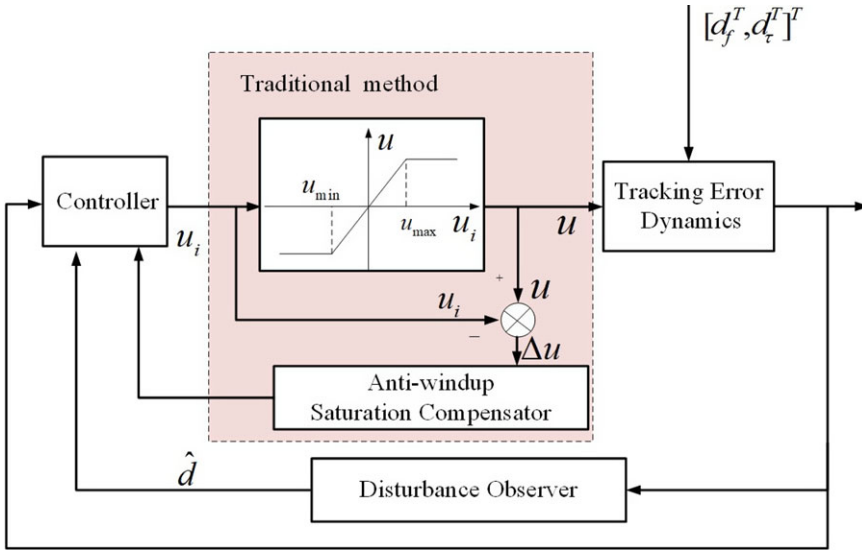 [d_f^T, d_τ^T]^T
Traditional method
u
u_min
u_max
u_i
Controller
u_i
u
Tracking Error
Dynamics
+
u
u_i
−
Δu
Anti-windup
Saturation Compensator
d̂
Disturbance Observer